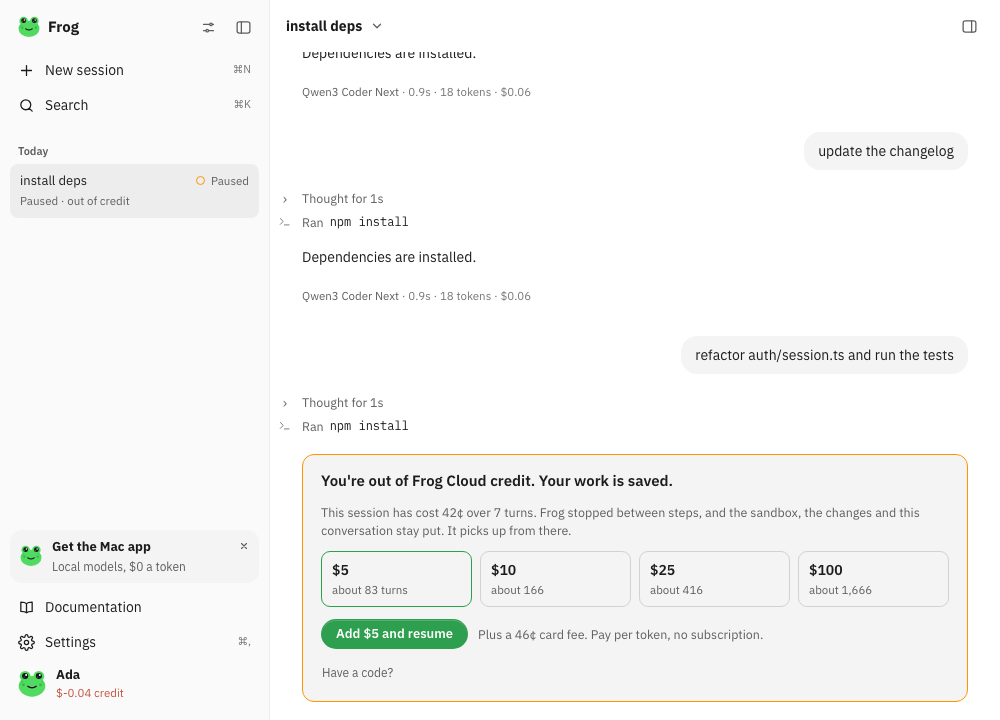 Frog
New session
⌘N
Search
⌘K
Today
install deps
Paused
Paused · out of credit
Get the Mac app
Local models, $0 a token
Documentation
Settings
⌘,
Ada
$-0.04 credit
install deps
Dependencies are installed.
Qwen3 Coder Next · 0.9s · 18 tokens · $0.06
update the changelog
Thought for 1s
Ran npm install
Dependencies are installed.
Qwen3 Coder Next · 0.9s · 18 tokens · $0.06
refactor auth/session.ts and run the tests
Thought for 1s
Ran npm install
You're out of Frog Cloud credit. Your work is saved.
This session has cost 42¢ over 7 turns. Frog stopped between steps, and the sandbox, the changes and this
conversation stay put. It picks up from there.
$5
about 83 turns
$10
about 166
$25
about 416
$100
about 1,666
Add $5 and resume
Plus a 46¢ card fee. Pay per token, no subscription.
Have a code?